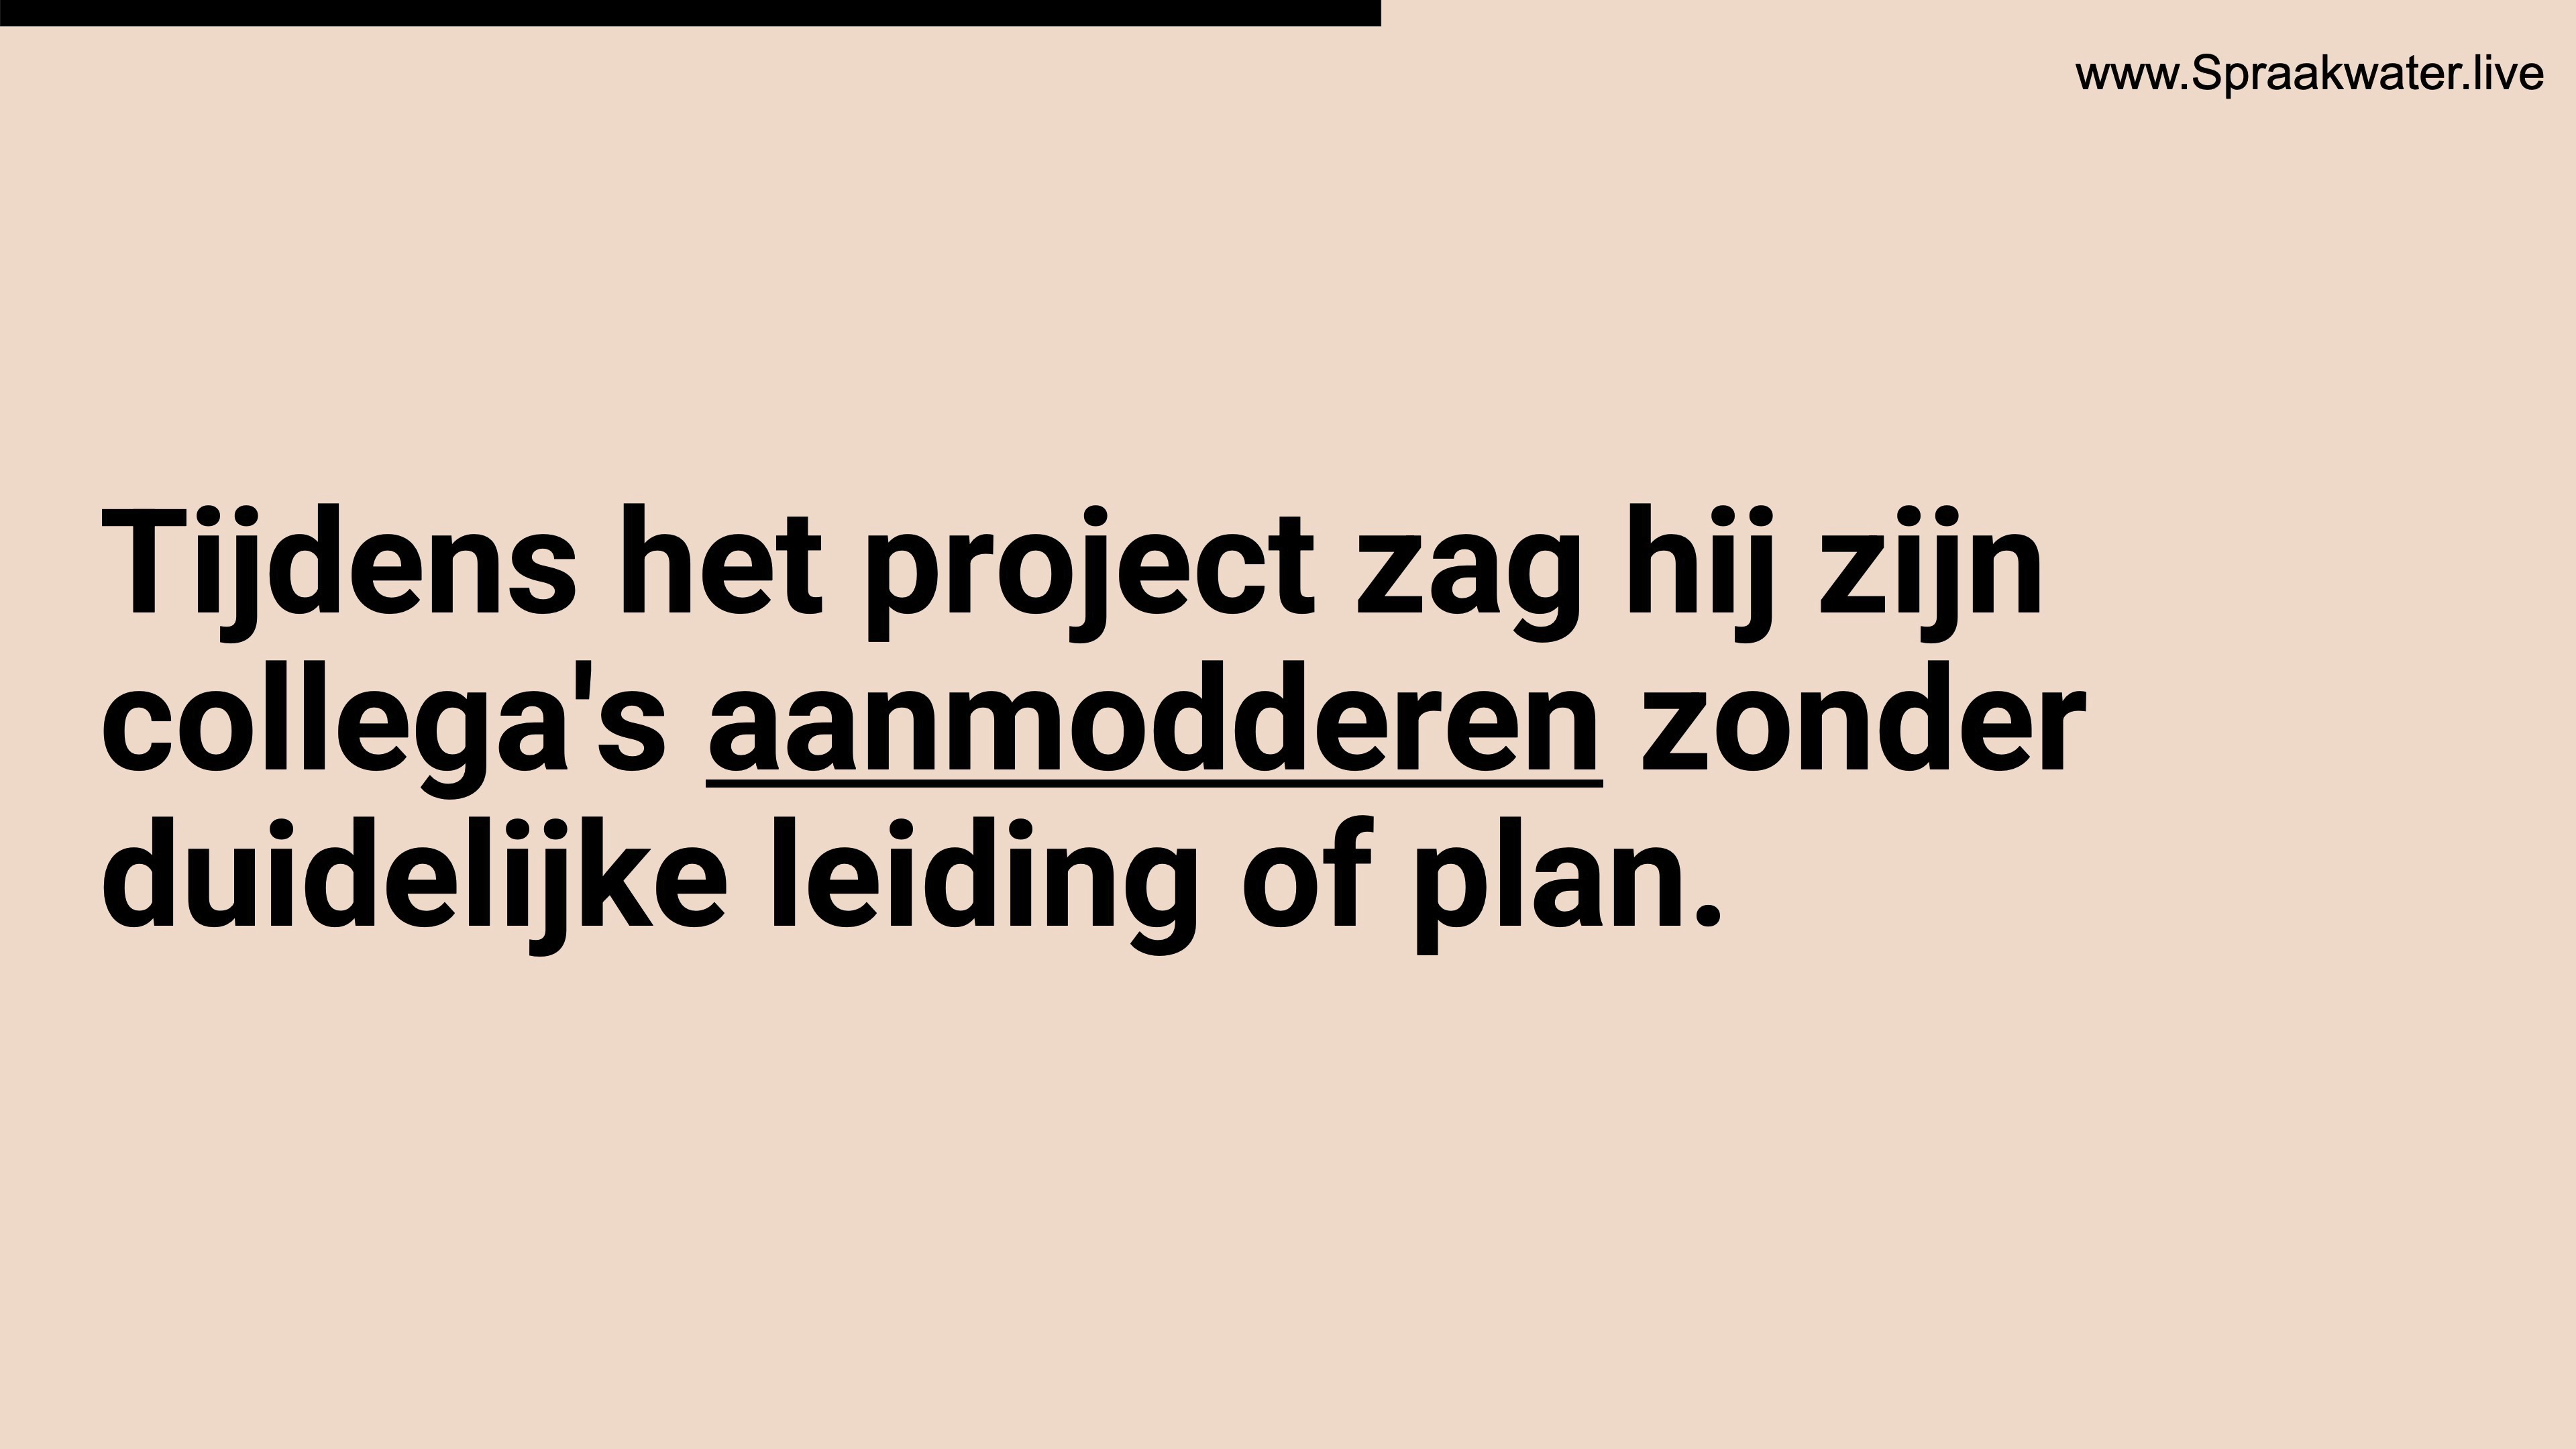 www.Spraakwater.live
Tijdens het project zag hij zijn
collega's aanmodderen zonder
duidelijke leiding of plan.